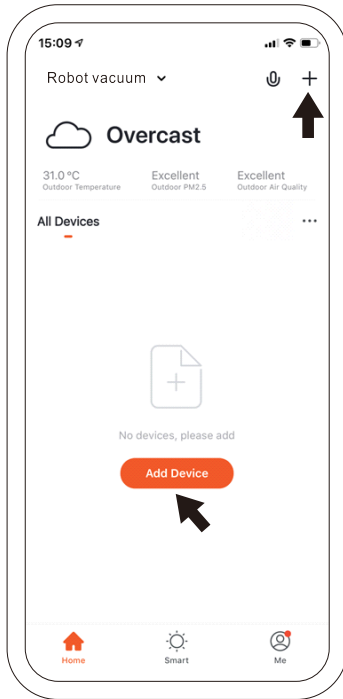 15:09
Robot vacuum
Overcast
31.0 °C Excellent Excellent
Outdoor Temperature Outdoor PM2.5 Outdoor Air Quality
All Devices
No devices, please add
Add Device
Home Smart Me